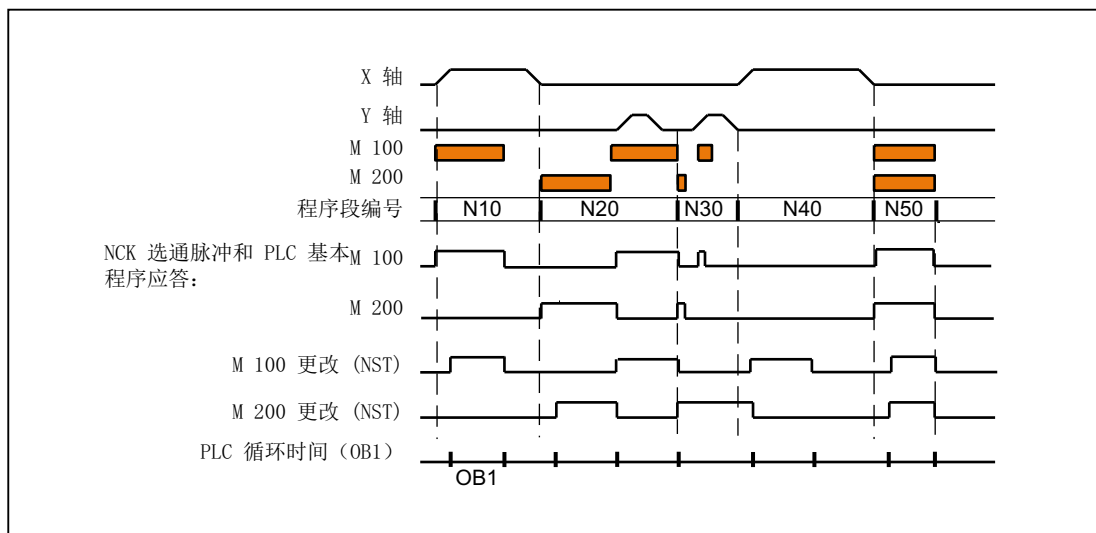 X 轴
Y 轴
M 100
M 200
程序段编号 N10 N20 N30 N40 N50
NCK 选通脉冲和 PLC 基本 M 100
程序应答:
M 200
M 100 更改 (NST)
M 200 更改 (NST)
PLC 循环时间（OB1）
OB1